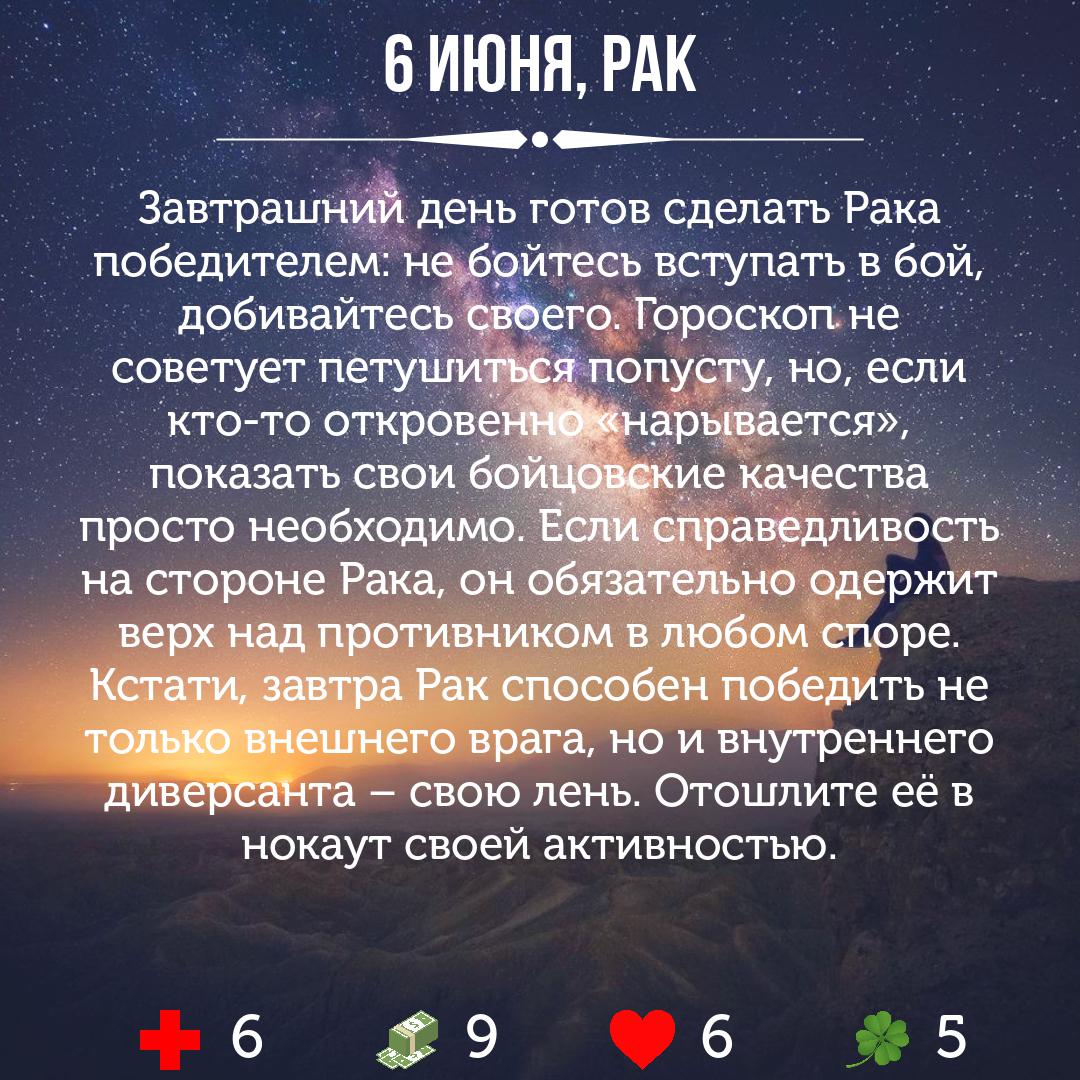 6 ИЮНЯ, РАК
Завтрашний день готов сделать Рака
победителем: не бойтесь вступать в бой,
добивайтесь своего. Гороскоп не
советует петушиться попусту, но, если
кто-то откровенно «нарывается»,
показать свои бойцовские качества
просто необходимо. Если справедливость
на стороне Рака, он обязательно одержит
верх над противником в любом споре.
Кстати, завтра Рак способен победить не
только внешнего врага, но и внутреннего
диверсанта – свою лень. Отошлите её в
нокаут своей активностью.
6 9 6 5